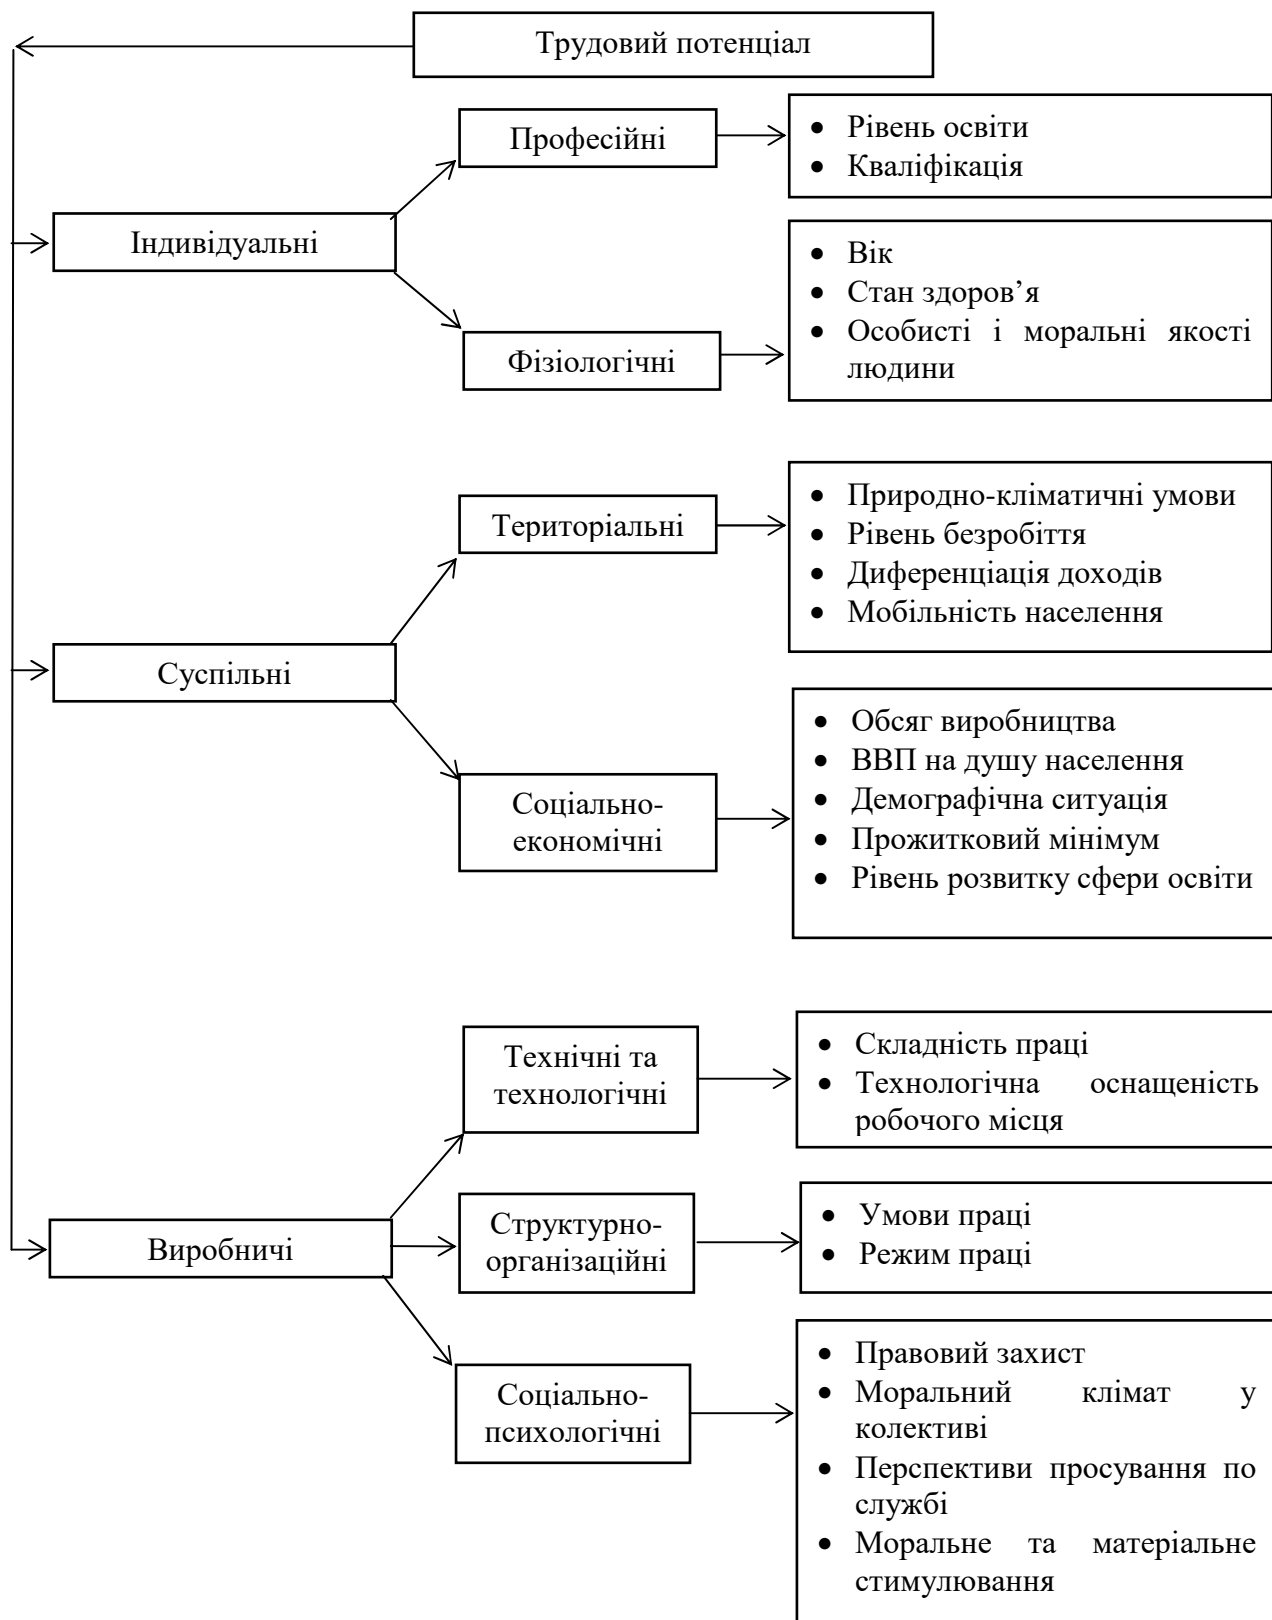 Трудовий потенціал
Професійні
• Рівень освіти
• Кваліфікація
Індивідуальні
Фізіологічні
• Вік
• Стан здоров’я
• Особисті і моральні якості
людини
Територіальні
• Природно-кліматичні умови
• Рівень безробіття
• Диференціація доходів
• Мобільність населення
Суспільні
Соціально-
економічні
• Обсяг виробництва
• ВВП на душу населення
• Демографічна ситуація
• Прожитковий мінімум
• Рівень розвитку сфери освіти
Технічні та
технологічні
• Складність праці
• Технологічна оснащеність
робочого місця
Виробничі
Структурно-
організаційні
• Умови праці
• Режим праці
Соціально-
психологічні
• Правовий захист
• Моральний клімат у
колективі
• Перспективи просування по
службі
• Моральне та матеріальне
стимулювання